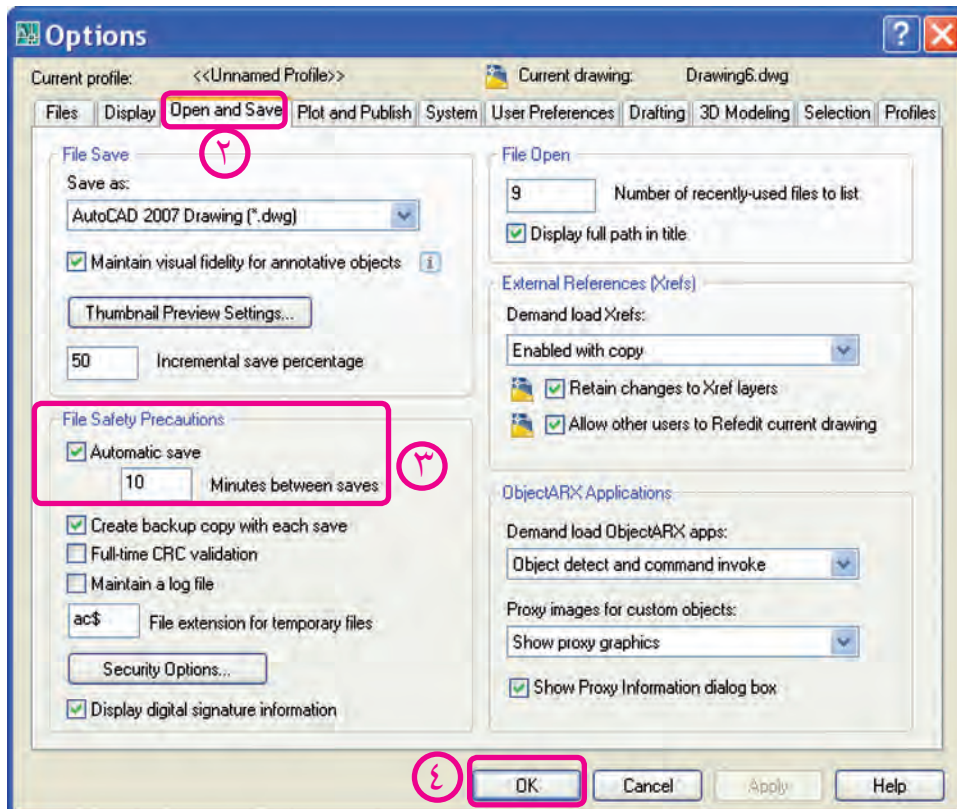 Options
Current profile: <<Unnamed Profile>> Current drawing: Drawing6.dwg
Files Display Open and Save Plot and Publish System User Preferences Drafting 3D Modeling Selection Profiles
٢
File Save
Save as:
AutoCAD 2007 Drawing (*.dwg)
Maintain visual fidelity for annotative objects
Thumbnail Preview Settings...
50 Incremental save percentage
File Safety Precautions
Automatic save
10 Minutes between saves
٣
Create backup copy with each save
Full-time CRC validation
Maintain a log file
ac$ File extension for temporary files
Security Options...
Display digital signature information
File Open
9 Number of recently-used files to list
Display full path in title
External References (Xrefs)
Demand load Xrefs:
Enabled with copy
Retain changes to Xref layers
Allow other users to Refedit current drawing
ObjectARX Applications
Demand load ObjectARX apps:
Object detect and command invoke
Proxy images for custom objects:
Show proxy graphics
Show Proxy Information dialog box
٤
OK Cancel Apply Help